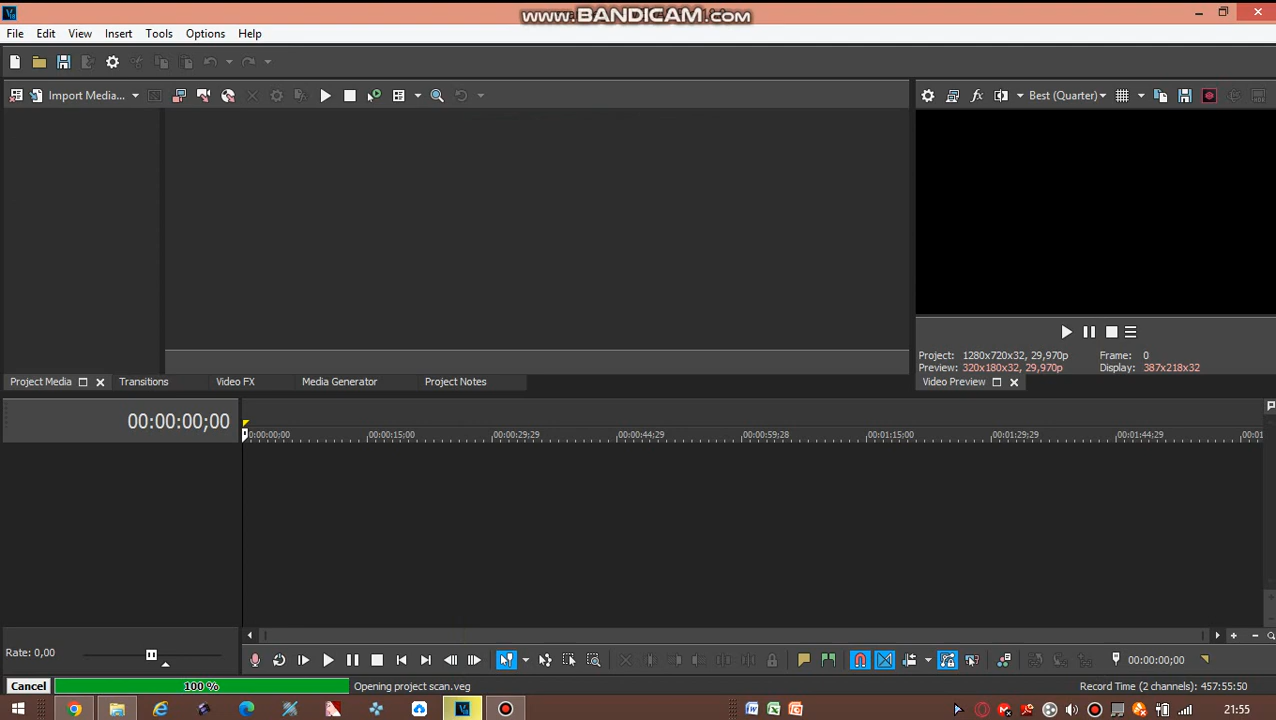 www.BANDICAM.com
File Edit View Insert Tools Options Help
Import Media...
Best (Quarter)
Project: 1280x720x32, 29,970p Frame: 0
Preview: 320x180x32, 29,970p Display: 387x218x32
Project Media Transitions Video FX Media Generator Project Notes Video Preview
00:00:00;00
0:00:00;00 00:00:15;00 00:00:29;29 00:00:44;29 00:00:59;28 00:01:15;00 00:01:29;29 00:01:44;29 00:01
Rate: 0,00
00:00:00;00
Cancel 100 % Opening project scan.veg Record Time (2 channels): 457:55:50
21:55